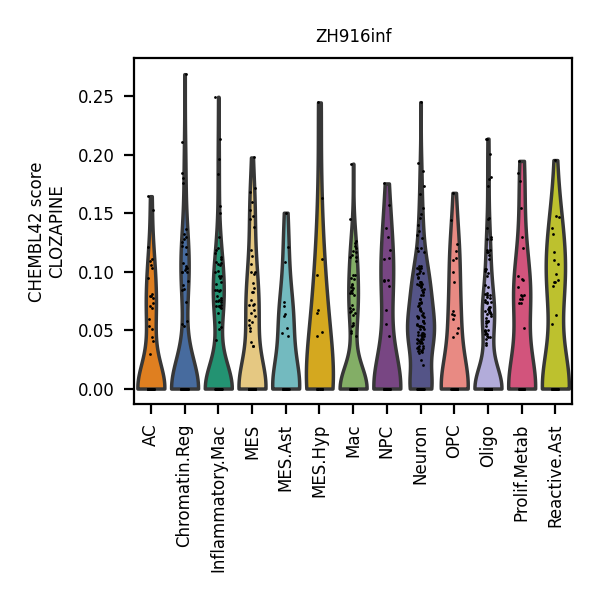 ZH916inf
CHEMBL42 score
CLOZAPINE
0.25
0.20
0.15
0.10
0.05
0.00
AC
Chromatin.Reg
Inflammatory.Mac
MES
MES.Ast
MES.Hyp
Mac
NPC
Neuron
OPC
Oligo
Prolif.Metab
Reactive.Ast